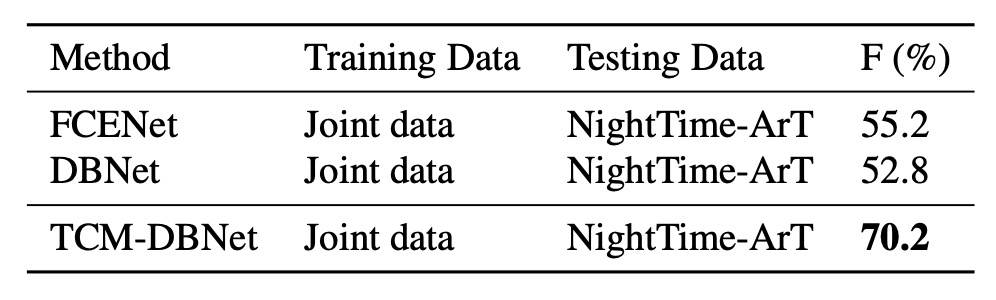 Method Training Data Testing Data F (%)
FCENet Joint data NightTime-ArT 55.2
DBNet Joint data NightTime-ArT 52.8
TCM-DBNet Joint data NightTime-ArT 70.2